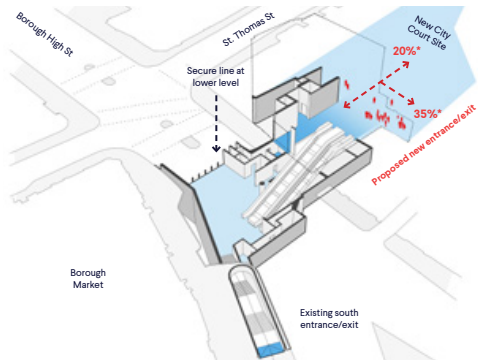 Borough High St
St. Thomas St
New City
Court Site
20%*
Secure line at
lower level
35%*
Proposed new entrance/exit
Borough
Market
Existing south
entrance/exit